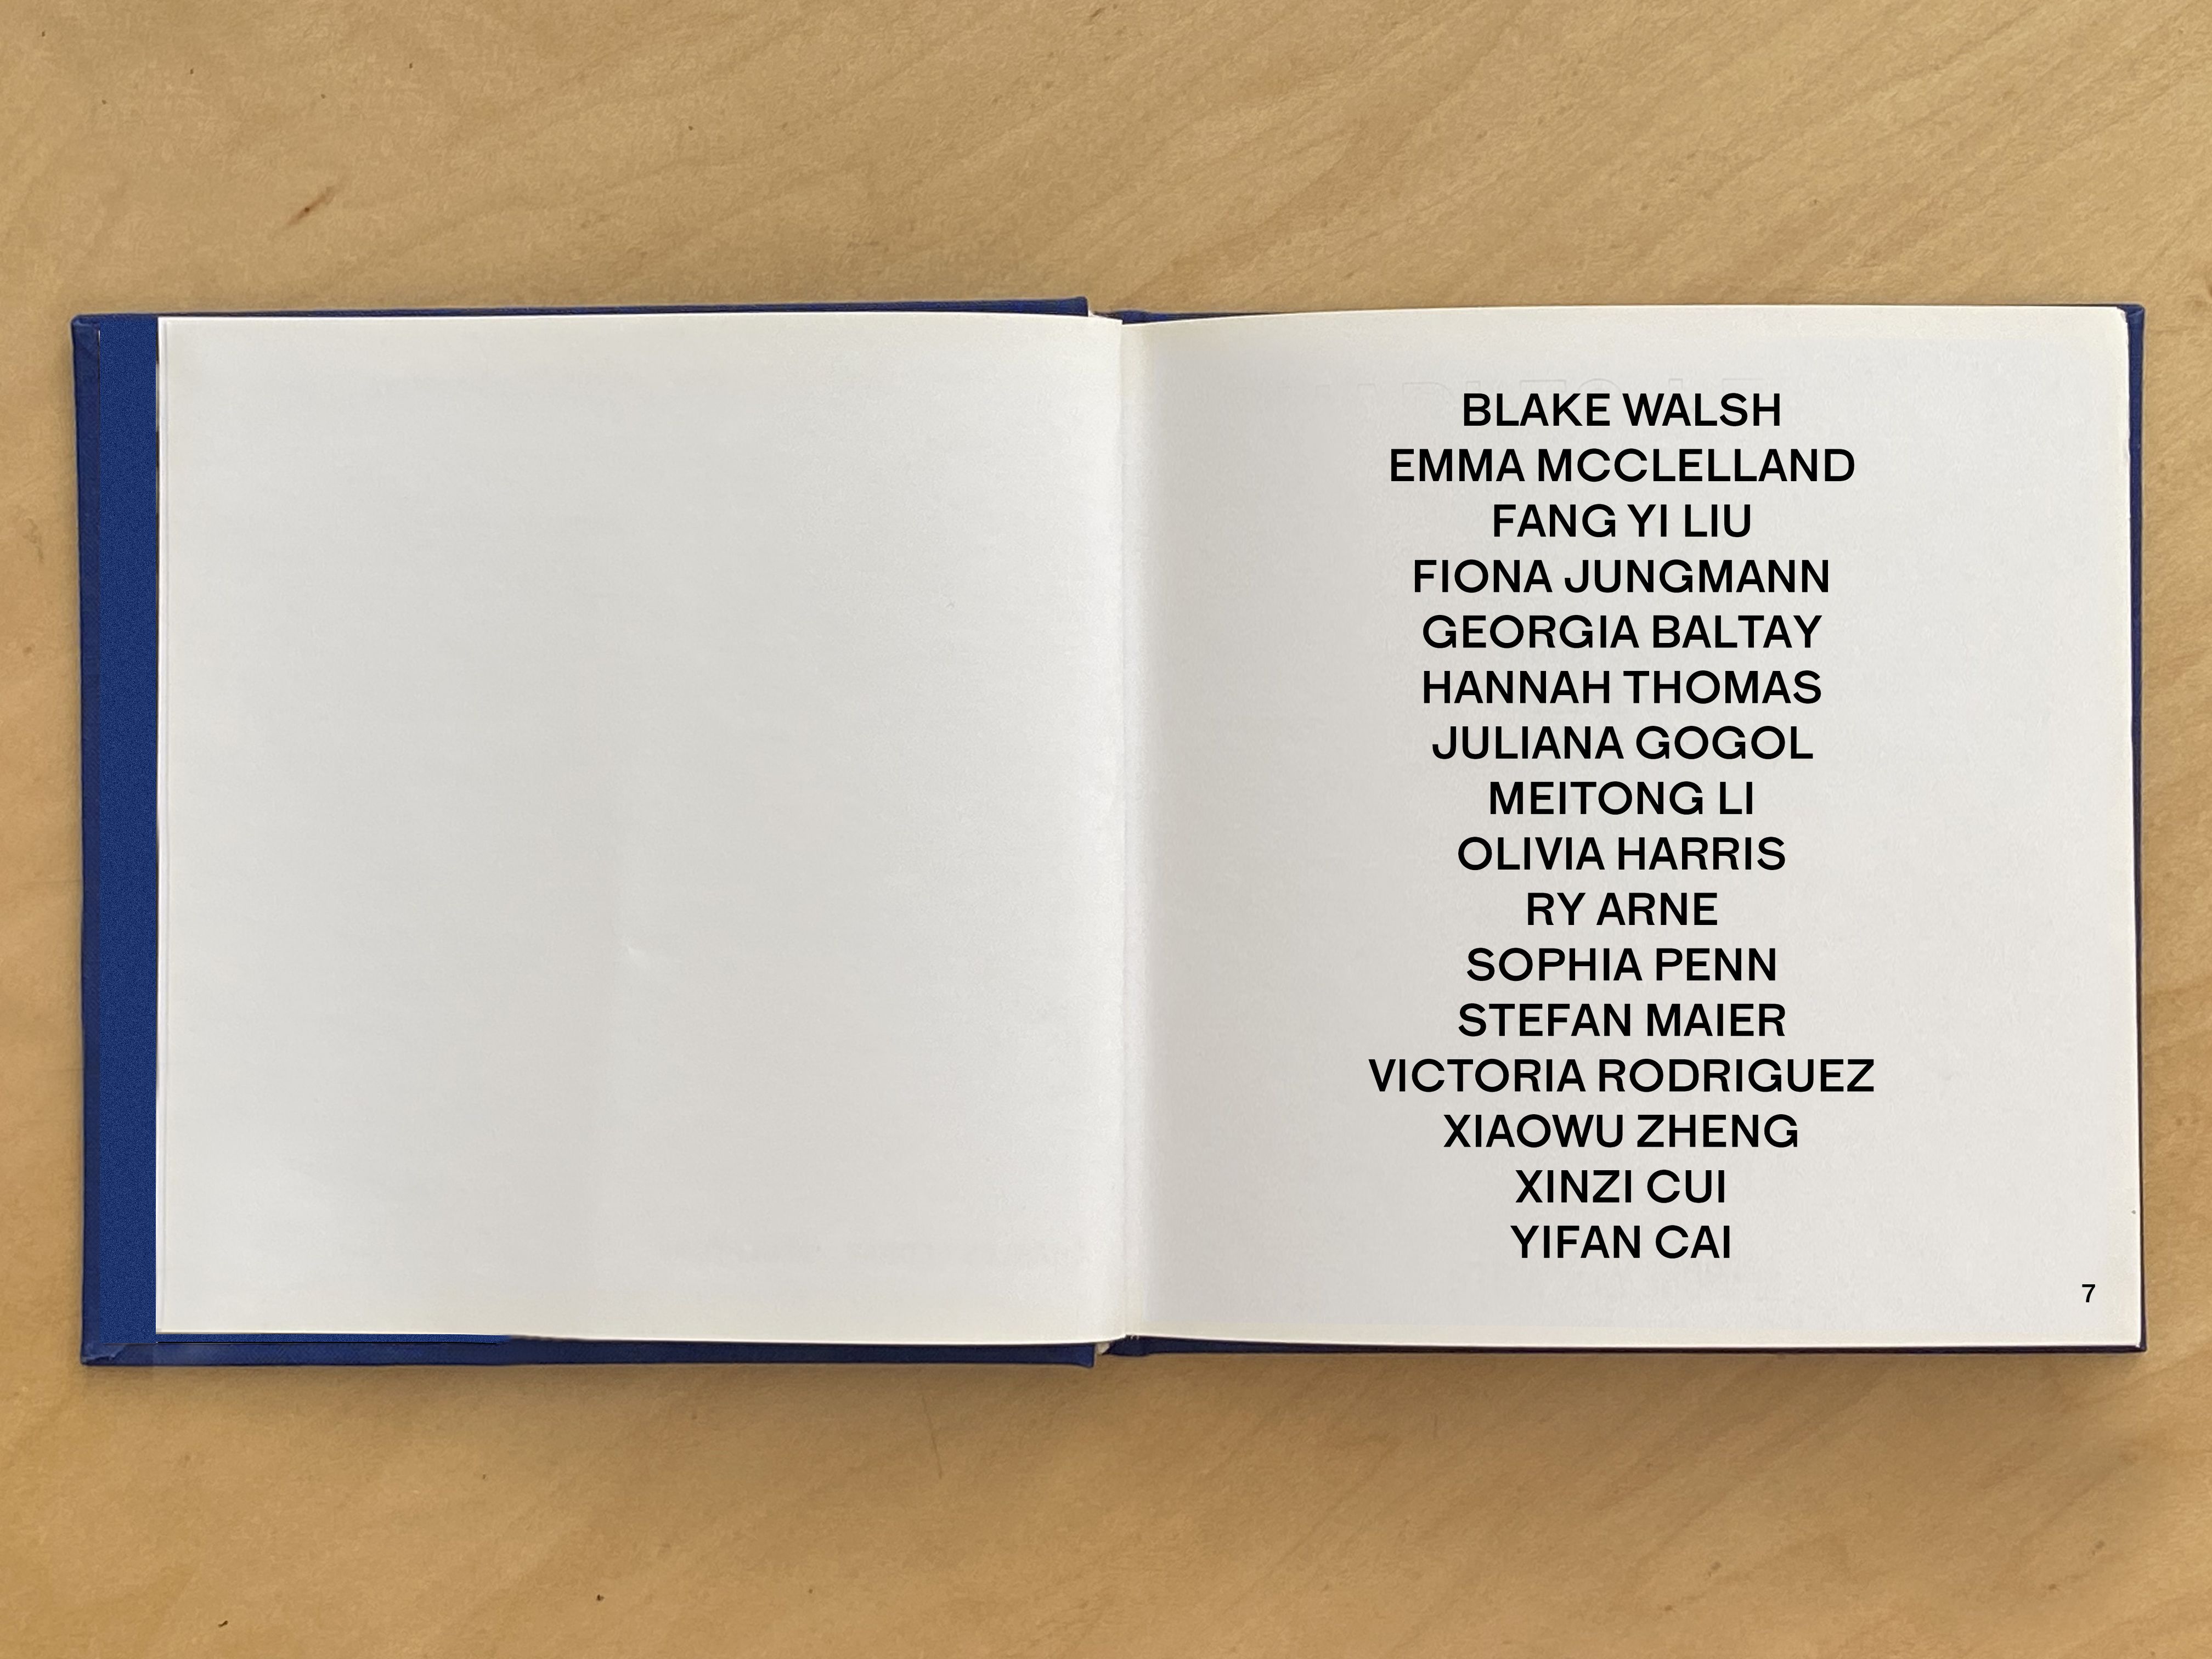 BLAKE WALSH
EMMA MCCLELLAND
FANG YI LIU
FIONA JUNGMANN
GEORGIA BALTAY
HANNAH THOMAS
JULIANA GOGOL
MEITONG LI
OLIVIA HARRIS
RY ARNE
SOPHIA PENN
STEFAN MAIER
VICTORIA RODRIGUEZ
XIAOWU ZHENG
XINZI CUI
YIFAN CAI
7